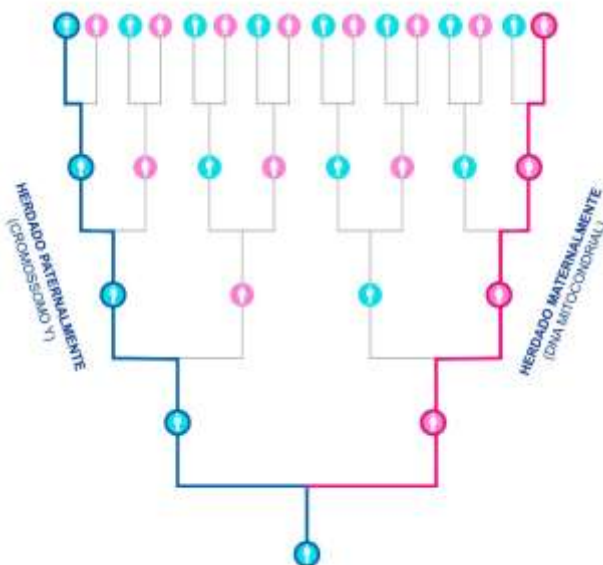 HERDADO PATERNALMENTE
(CROMOSSOMO Y)
HERDADO MATERNALMENTE
(DNA MITOCONDRIAL)